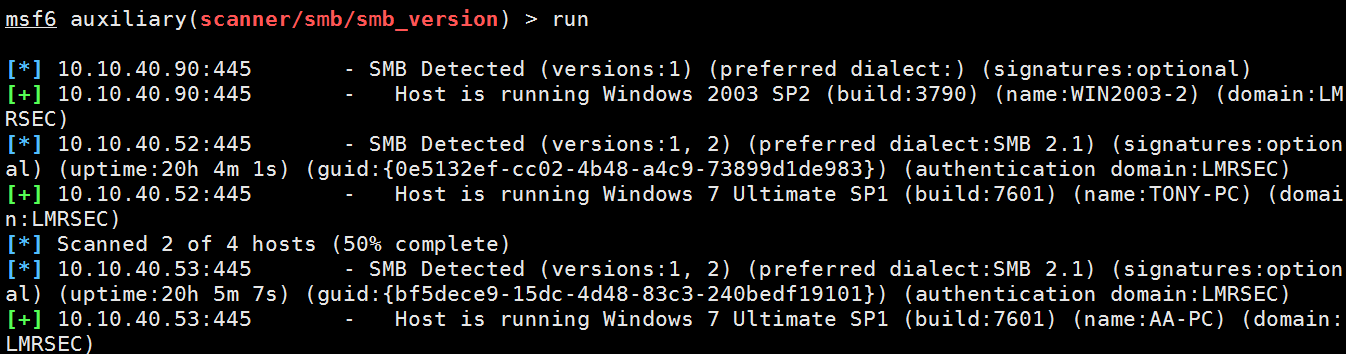 msf6 auxiliary(scanner/smb/smb_version) > run
[*] 10.10.40.90:445       - SMB Detected (versions:1) (preferred dialect:) (signatures:optional)
[+] 10.10.40.90:445       -   Host is running Windows 2003 SP2 (build:3790) (name:WIN2003-2) (domain:LM
RSEC)
[*] 10.10.40.52:445       - SMB Detected (versions:1, 2) (preferred dialect:SMB 2.1) (signatures:option
al) (uptime:20h 4m 1s) (guid:{0e5132ef-cc02-4b48-a4c9-73899d1de983}) (authentication domain:LMRSEC)
[+] 10.10.40.52:445       -   Host is running Windows 7 Ultimate SP1 (build:7601) (name:TONY-PC) (domai
n:LMRSEC)
[*] Scanned 2 of 4 hosts (50% complete)
[*] 10.10.40.53:445       - SMB Detected (versions:1, 2) (preferred dialect:SMB 2.1) (signatures:option
al) (uptime:20h 5m 7s) (guid:{bf5dece9-15dc-4d48-83c3-240bedf19101}) (authentication domain:LMRSEC)
[+] 10.10.40.53:445       -   Host is running Windows 7 Ultimate SP1 (build:7601) (name:AA-PC) (domain:
LMRSEC)